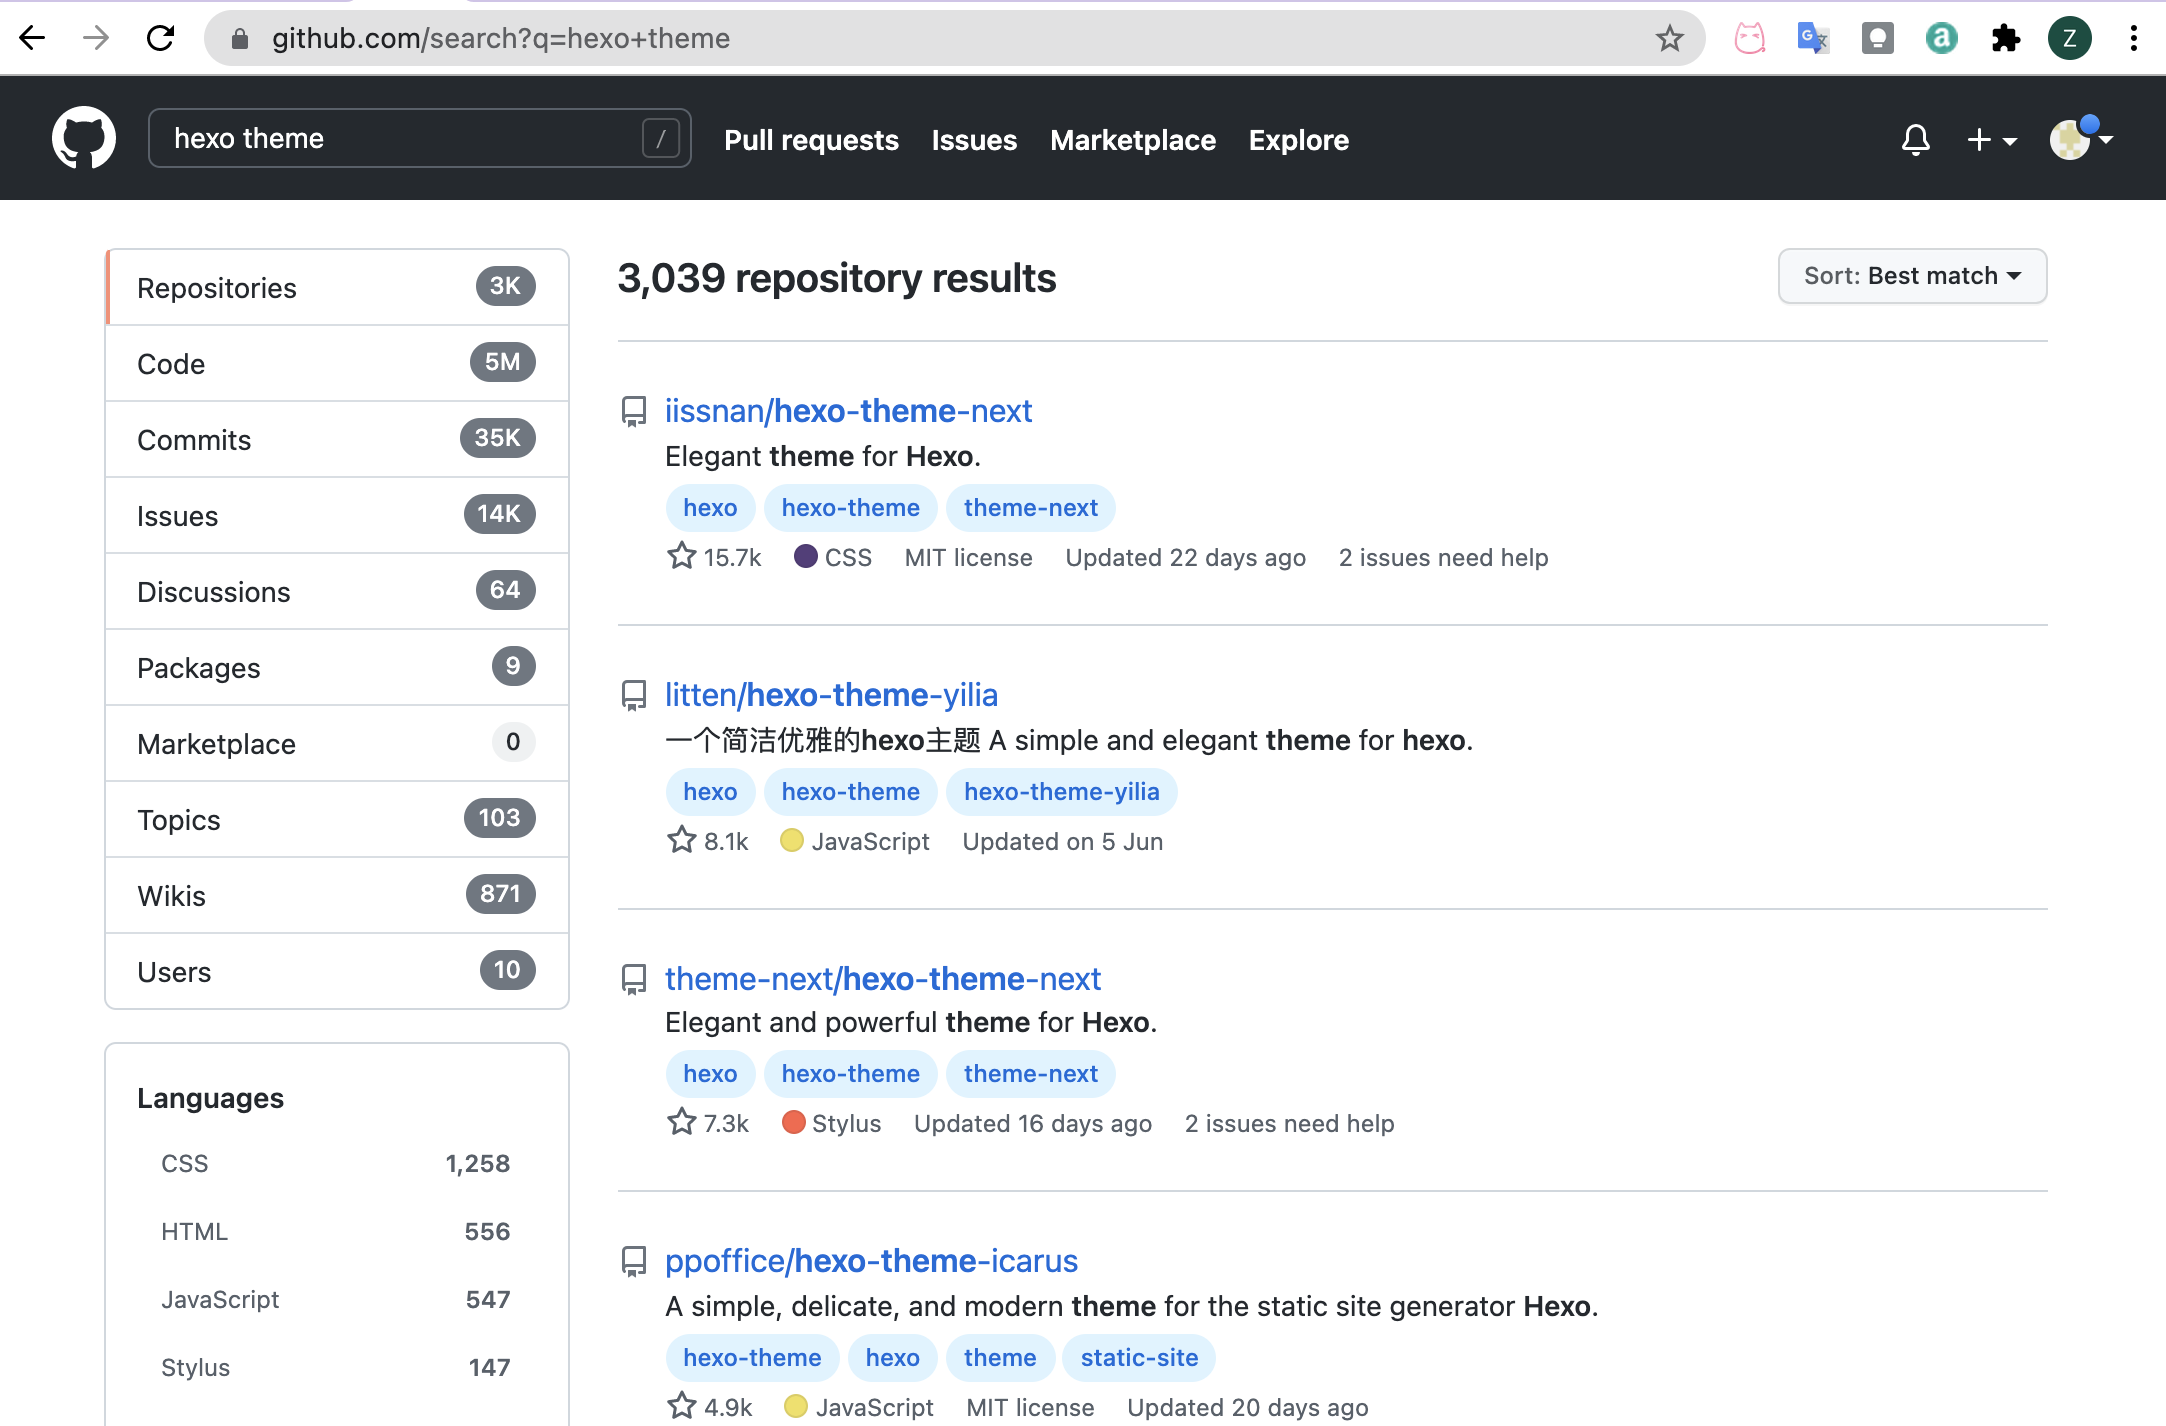 github.com/search?q=hexo+theme
Z
hexo theme
/
Pull requests Issues Marketplace Explore
Repositories 3K
Code 5M
Commits 35K
Issues 14K
Discussions 64
Packages 9
Marketplace 0
Topics 103
Wikis 871
Users 10
Languages
CSS 1,258
HTML 556
JavaScript 547
Stylus 147
3,039 repository results
Sort: Best match
iissnan/hexo-theme-next
Elegant theme for Hexo.
hexo hexo-theme theme-next
15.7k CSS MIT license Updated 22 days ago 2 issues need help
litten/hexo-theme-yilia
一个简洁优雅的hexo主题 A simple and elegant theme for hexo.
hexo hexo-theme hexo-theme-yilia
8.1k JavaScript Updated on 5 Jun
theme-next/hexo-theme-next
Elegant and powerful theme for Hexo.
hexo hexo-theme theme-next
7.3k Stylus Updated 16 days ago 2 issues need help
ppoffice/hexo-theme-icarus
A simple, delicate, and modern theme for the static site generator Hexo.
hexo-theme hexo theme static-site
4.9k JavaScript MIT license Updated 20 days ago